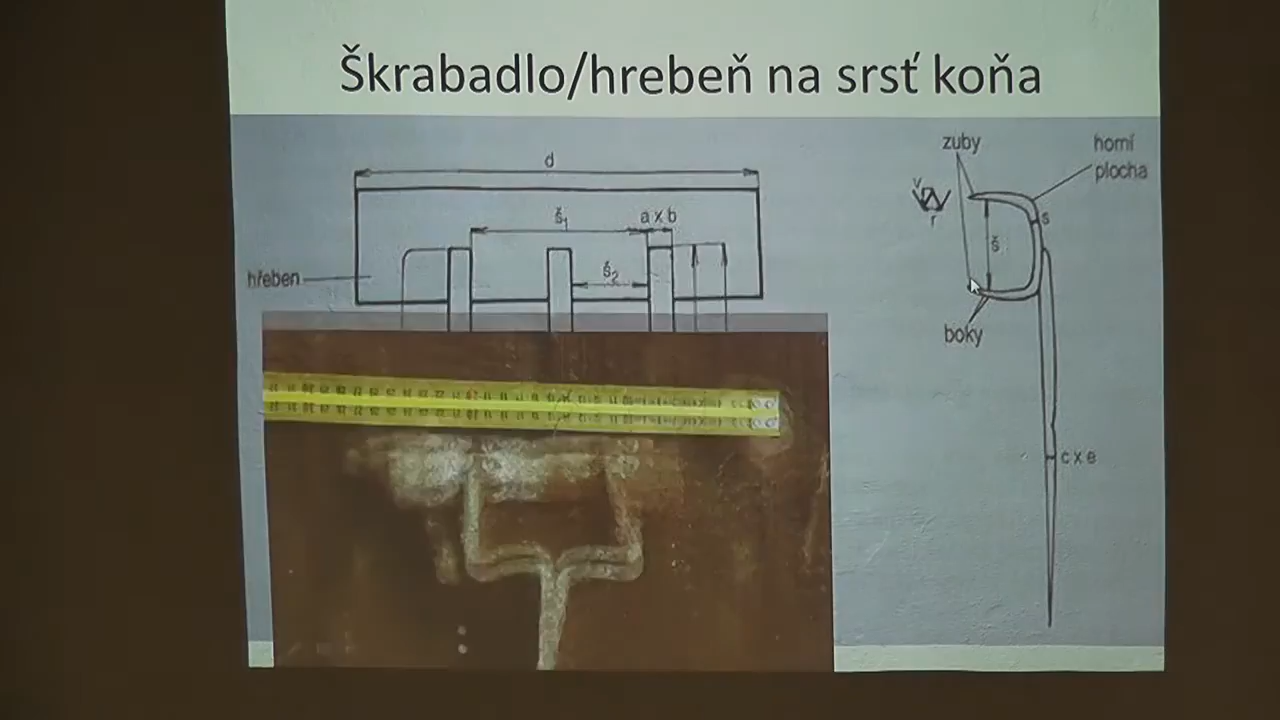 Škrabadlo/hrebeň na srsť koňa
d
š₁
a x b
š₂
hřeben
zuby
horní
plocha
v
r
s
š
boky
c x e